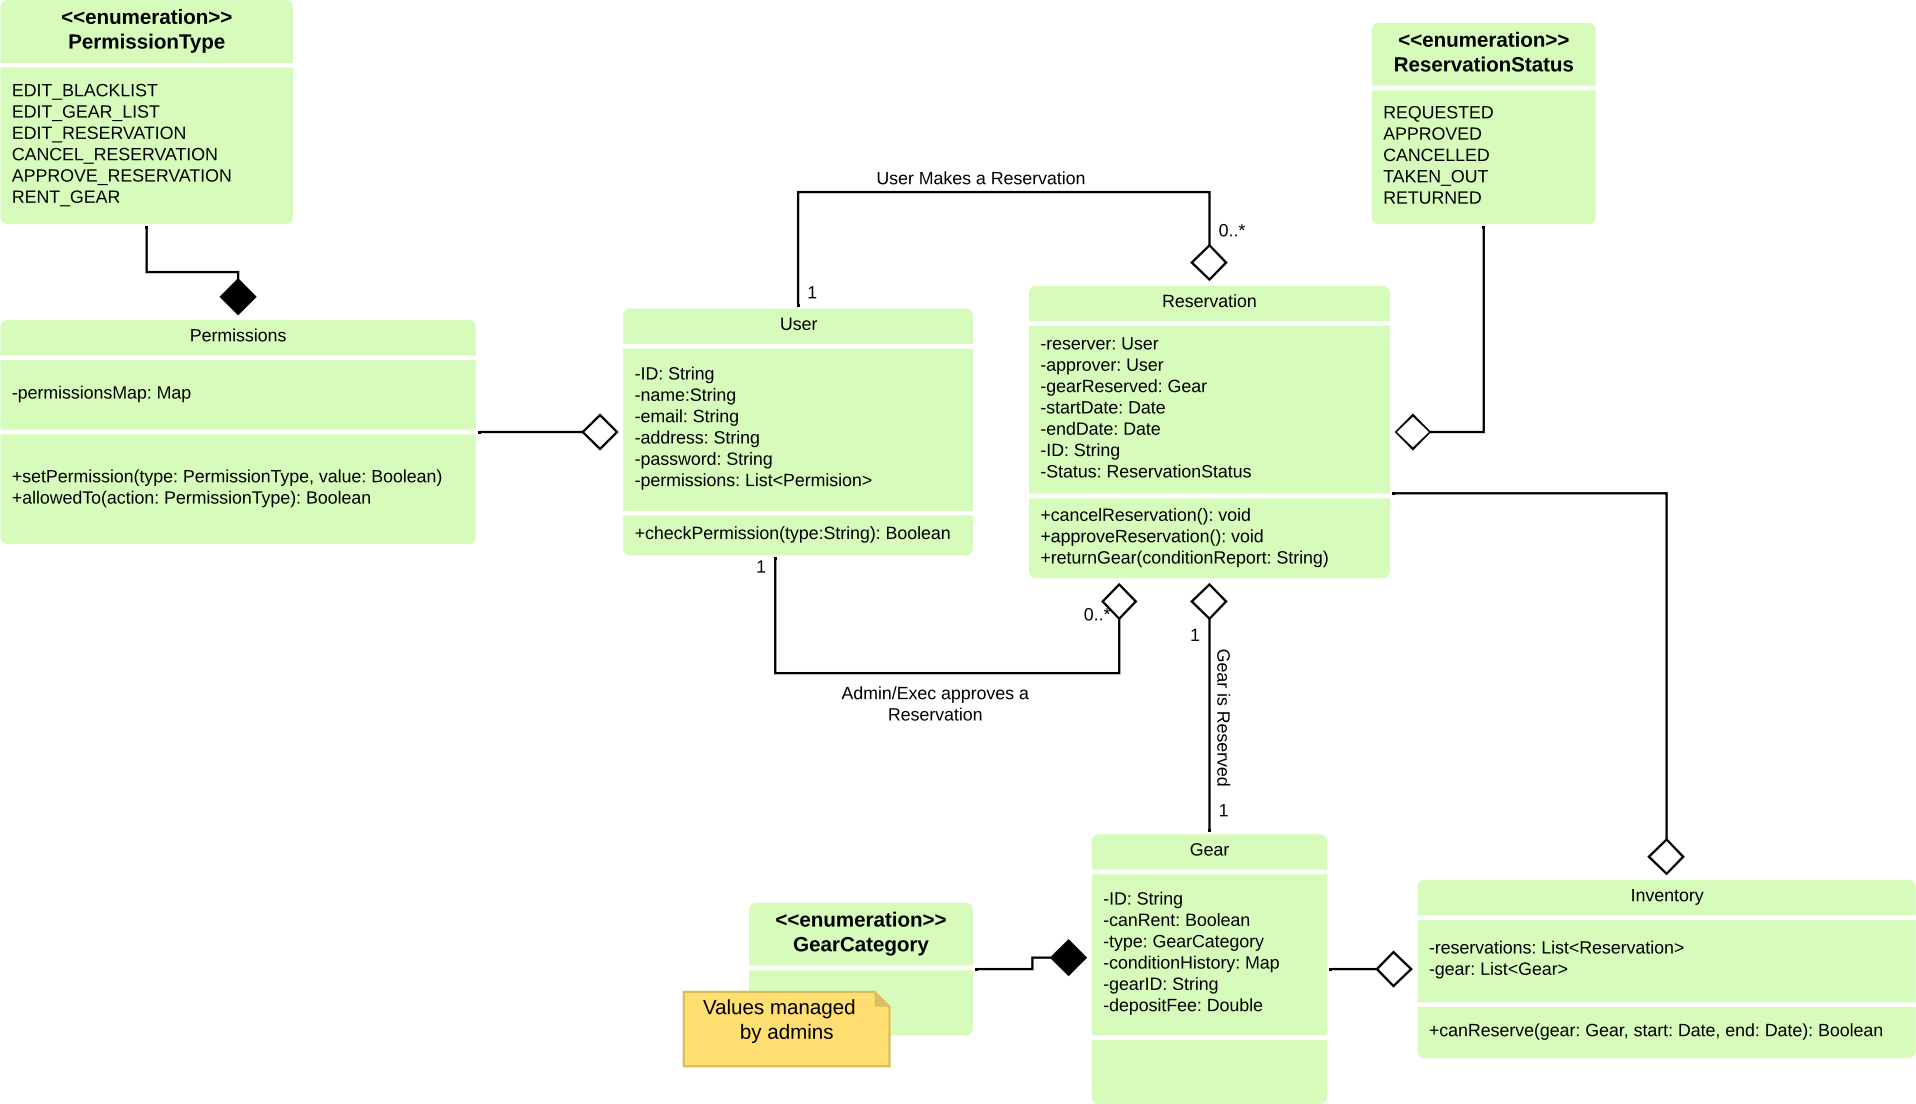 <<enumeration>>
PermissionType
EDIT_BLACKLIST
EDIT_GEAR_LIST
EDIT_RESERVATION
CANCEL_RESERVATION
APPROVE_RESERVATION
RENT_GEAR
<<enumeration>>
ReservationStatus
REQUESTED
APPROVED
CANCELLED
TAKEN_OUT
RETURNED
User Makes a Reservation
0..*
1
Permissions
-permissionsMap: Map
+setPermission(type: PermissionType, value: Boolean)
+allowedTo(action: PermissionType): Boolean
User
-ID: String
-name:String
-email: String
-address: String
-password: String
-permissions: List<Permision>
+checkPermission(type:String): Boolean
Reservation
-reserver: User
-approver: User
-gearReserved: Gear
-startDate: Date
-endDate: Date
-ID: String
-Status: ReservationStatus
+cancelReservation(): void
+approveReservation(): void
+returnGear(conditionReport: String)
1
0..*
Admin/Exec approves a
Reservation
1
Gear is Reserved
1
<<enumeration>>
GearCategory
Values managed
by admins
Gear
-ID: String
-canRent: Boolean
-type: GearCategory
-conditionHistory: Map
-gearID: String
-depositFee: Double
Inventory
-reservations: List<Reservation>
-gear: List<Gear>
+canReserve(gear: Gear, start: Date, end: Date): Boolean